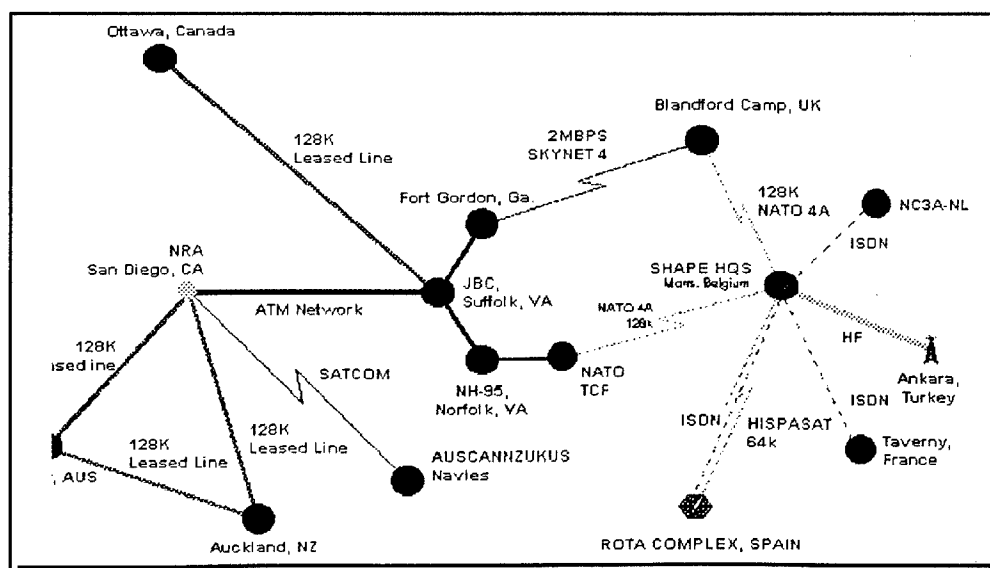 Ottawa, Canada
Blandford Camp, UK
2MBPS
SKYNET 4
128K
Leased Line
Fort Gordon, Ga.
128K
NATO 4A
NC3A-NL
ISDN
NRA
San Diego, CA
SHAPE HQS
Belgium
JBC,
Suffolk, VA
ATM Network
NATO 4A
128k
HF
128K
ased line
SATCOM
NH-95,
Norfolk, VA
NATO
TCF
Ankara,
Turkey
ISDN
ISDN
HISPASAT
64k
128K
Leased Line
128K
Leased Line
AUSCANNZUKUS
Navies
Taverny,
France
, AUS
Auckland, NZ
ROTA COMPLEX, SPAIN